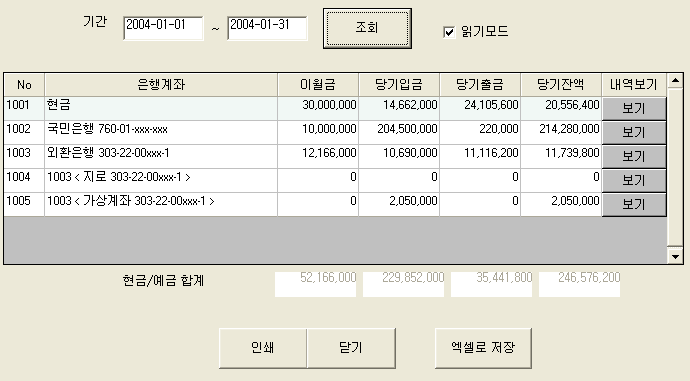 기간 2004-01-01 ~ 2004-01-31 조회 읽기모드
No 은행계좌 이월금 당기입금 당기출금 당기잔액 내역보기
1001 현금 30,000,000 14,662,000 24,105,600 20,556,400 보기
1002 국민은행 760-01-xxx-xxx 10,000,000 204,500,000 220,000 214,280,000 보기
1003 외환은행 303-22-00xxx-1 12,166,000 10,690,000 11,116,200 11,739,800 보기
1004 1003 < 지로 303-22-00xxx-1 > 0 0 0 0 보기
1005 1003 < 가상계좌 303-22-00xxx-1 > 0 2,050,000 0 2,050,000 보기
현금/예금 합계 52,166,000 229,852,000 35,441,800 246,576,200
인쇄 닫기 엑셀로 저장